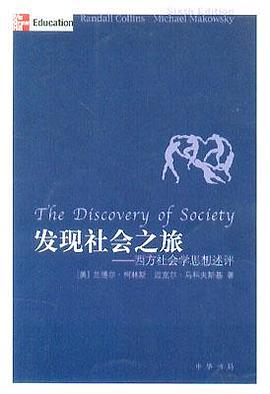 Education
Randall Collins Michael Makowsky
Sixth Edition
The Discovery of Society
发现社会之旅
——西方社会学思想述评
[美] 兰德尔·柯林斯 迈克尔·马科夫斯基 著
中华书局